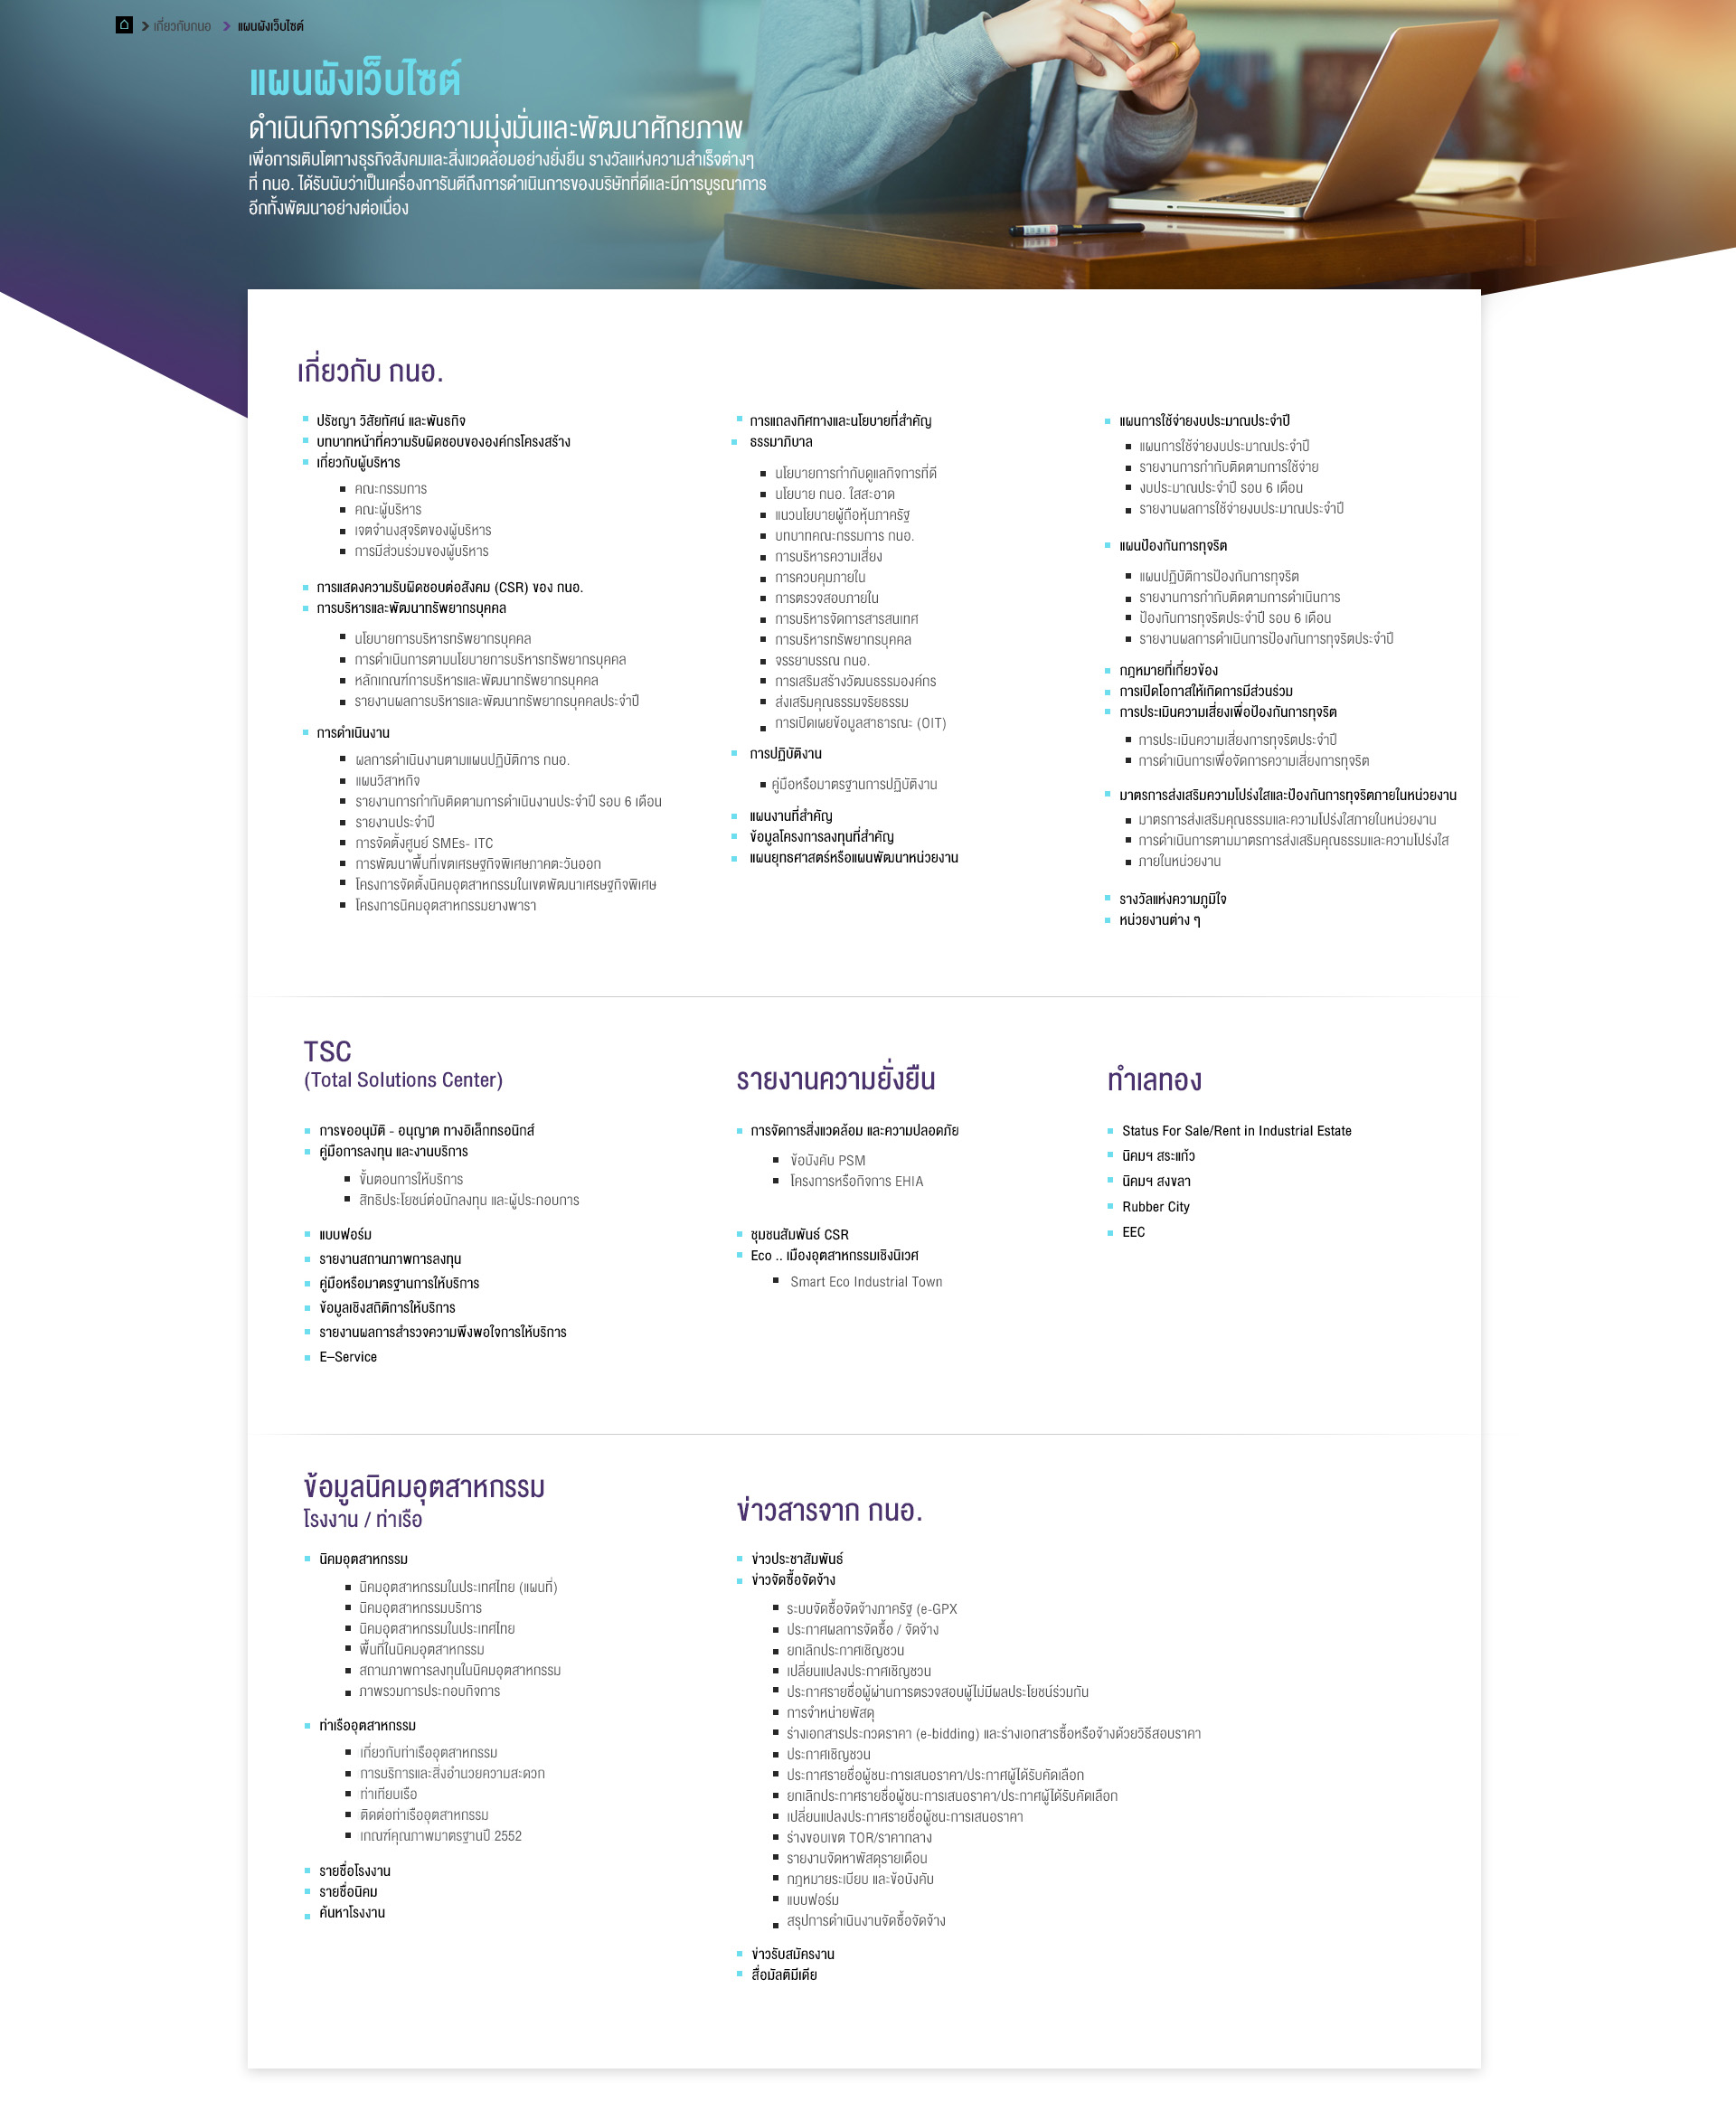 เกี่ยวกับกนอ
แผนผังเว็บไซต์
แผนผังเว็บไซต์
ดำเนินกิจการด้วยความมุ่งมั่นและพัฒนาศักยภาพ
เพื่อการเติบโตทางธุรกิจสังคมและสิ่งแวดล้อมอย่างยั่งยืน รางวัลแห่งความสำเร็จต่างๆ
ที่ กนอ. ได้รับนับว่าเป็นเครื่องการันตีถึงการดำเนินการของบริษัทที่ดีและมีการบูรณาการ
อีกทั้งพัฒนาอย่างต่อเนื่อง
เกี่ยวกับ กนอ.
ปรัชญา วิสัยทัศน์ และพันธกิจ
บทบาทหน้าที่ความรับผิดชอบขององค์กรโครงสร้าง
เกี่ยวกับผู้บริหาร
คณะกรรมการ
คณะผู้บริหาร
เจตจำนงสุจริตของผู้บริหาร
การมีส่วนร่วมของผู้บริหาร
การแสดงความรับผิดชอบต่อสังคม (CSR) ของ กนอ.
การบริหารและพัฒนาทรัพยากรบุคคล
นโยบายการบริหารทรัพยากรบุคคล
การดำเนินการตามนโยบายการบริหารทรัพยากรบุคคล
หลักเกณฑ์การบริหารและพัฒนาทรัพยากรบุคคล
รายงานผลการบริหารและพัฒนาทรัพยากรบุคคลประจำปี
การดำเนินงาน
ผลการดำเนินงานตามแผนปฏิบัติการ กนอ.
แผนวิสาหกิจ
รายงานการกำกับติดตามการดำเนินงานประจำปี รอบ 6 เดือน
รายงานประจำปี
การจัดตั้งศูนย์ SMEs- ITC
การพัฒนาพื้นที่เขตเศรษฐกิจพิเศษภาคตะวันออก
โครงการจัดตั้งนิคมอุตสาหกรรมในเขตพัฒนาเศรษฐกิจพิเศษ
โครงการนิคมอุตสาหกรรมยางพารา
การแถลงทิศทางและนโยบายที่สำคัญ
ธรรมาภิบาล
นโยบายการกำกับดูแลกิจการที่ดี
นโยบาย กนอ. ใสสะอาด
แนวนโยบายผู้ถือหุ้นภาครัฐ
บทบาทคณะกรรมการ กนอ.
การบริหารความเสี่ยง
การควบคุมภายใน
การตรวจสอบภายใน
การบริหารจัดการสารสนเทศ
การบริหารทรัพยากรบุคคล
จรรยาบรรณ กนอ.
การเสริมสร้างวัฒนธรรมองค์กร
ส่งเสริมคุณธรรมจริยธรรม
การเปิดเผยข้อมูลสาธารณะ (OIT)
การปฏิบัติงาน
คู่มือหรือมาตรฐานการปฏิบัติงาน
แผนงานที่สำคัญ
ข้อมูลโครงการลงทุนที่สำคัญ
แผนยุทธศาสตร์หรือแผนพัฒนาหน่วยงาน
แผนการใช้จ่ายงบประมาณประจำปี
แผนการใช้จ่ายงบประมาณประจำปี
รายงานการกำกับติดตามการใช้จ่าย
งบประมาณประจำปี รอบ 6 เดือน
รายงานผลการใช้จ่ายงบประมาณประจำปี
แผนป้องกันการทุจริต
แผนปฏิบัติการป้องกันการทุจริต
รายงานการกำกับติดตามการดำเนินการ
ป้องกันการทุจริตประจำปี รอบ 6 เดือน
รายงานผลการดำเนินการป้องกันการทุจริตประจำปี
กฎหมายที่เกี่ยวข้อง
การเปิดโอกาสให้เกิดการมีส่วนร่วม
การประเมินความเสี่ยงเพื่อป้องกันการทุจริต
การประเมินความเสี่ยงการทุจริตประจำปี
การดำเนินการเพื่อจัดการความเสี่ยงการทุจริต
มาตรการส่งเสริมความโปร่งใสและป้องกันการทุจริตภายในหน่วยงาน
มาตรการส่งเสริมคุณธรรมและความโปร่งใสภายในหน่วยงาน
การดำเนินการตามมาตรการส่งเสริมคุณธรรมและความโปร่งใส
ภายในหน่วยงาน
รางวัลแห่งความภูมิใจ
หน่วยงานต่าง ๆ
TSC
(Total Solutions Center)
การขออนุมัติ - อนุญาต ทางอิเล็กทรอนิกส์
คู่มือการลงทุน และงานบริการ
ขั้นตอนการให้บริการ
สิทธิประโยชน์ต่อนักลงทุน และผู้ประกอบการ
แบบฟอร์ม
รายงานสถานภาพการลงทุน
คู่มือหรือมาตรฐานการให้บริการ
ข้อมูลเชิงสถิติการให้บริการ
รายงานผลการสำรวจความพึงพอใจการให้บริการ
E–Service
รายงานความยั่งยืน
การจัดการสิ่งแวดล้อม และความปลอดภัย
ข้อบังคับ PSM
โครงการหรือกิจการ EHIA
ชุมชนสัมพันธ์ CSR
Eco .. เมืองอุตสาหกรรมเชิงนิเวศ
Smart Eco Industrial Town
ทำเลทอง
Status For Sale/Rent in Industrial Estate
นิคมฯ สระแก้ว
นิคมฯ สงขลา
Rubber City
EEC
ข้อมูลนิคมอุตสาหกรรม
โรงงาน / ท่าเรือ
นิคมอุตสาหกรรม
นิคมอุตสาหกรรมในประเทศไทย (แผนที่)
นิคมอุตสาหกรรมบริการ
นิคมอุตสาหกรรมในประเทศไทย
พื้นที่ในนิคมอุตสาหกรรม
สถานภาพการลงทุนในนิคมอุตสาหกรรม
ภาพรวมการประกอบกิจการ
ท่าเรืออุตสาหกรรม
เกี่ยวกับท่าเรืออุตสาหกรรม
การบริการและสิ่งอำนวยความสะดวก
ท่าเทียบเรือ
ติดต่อท่าเรืออุตสาหกรรม
เกณฑ์คุณภาพมาตรฐานปี 2552
รายชื่อโรงงาน
รายชื่อนิคม
ค้นหาโรงงาน
ข่าวสารจาก กนอ.
ข่าวประชาสัมพันธ์
ข่าวจัดซื้อจัดจ้าง
ระบบจัดซื้อจัดจ้างภาครัฐ (e-GPX
ประกาศผลการจัดซื้อ / จัดจ้าง
ยกเลิกประกาศเชิญชวน
เปลี่ยนแปลงประกาศเชิญชวน
ประกาศรายชื่อผู้ผ่านการตรวจสอบผู้ไม่มีผลประโยชน์ร่วมกัน
การจำหน่ายพัสดุ
ร่างเอกสารประกวดราคา (e-bidding) และร่างเอกสารซื้อหรือจ้างด้วยวิธีสอบราคา
ประกาศเชิญชวน
ประกาศรายชื่อผู้ชนะการเสนอราคา/ประกาศผู้ได้รับคัดเลือก
ยกเลิกประกาศรายชื่อผู้ชนะการเสนอราคา/ประกาศผู้ได้รับคัดเลือก
เปลี่ยนแปลงประกาศรายชื่อผู้ชนะการเสนอราคา
ร่างขอบเขต TOR/ราคากลาง
รายงานจัดหาพัสดุรายเดือน
กฎหมายระเบียบ และข้อบังคับ
แบบฟอร์ม
สรุปการดำเนินงานจัดซื้อจัดจ้าง
ข่าวรับสมัครงาน
สื่อมัลติมีเดีย